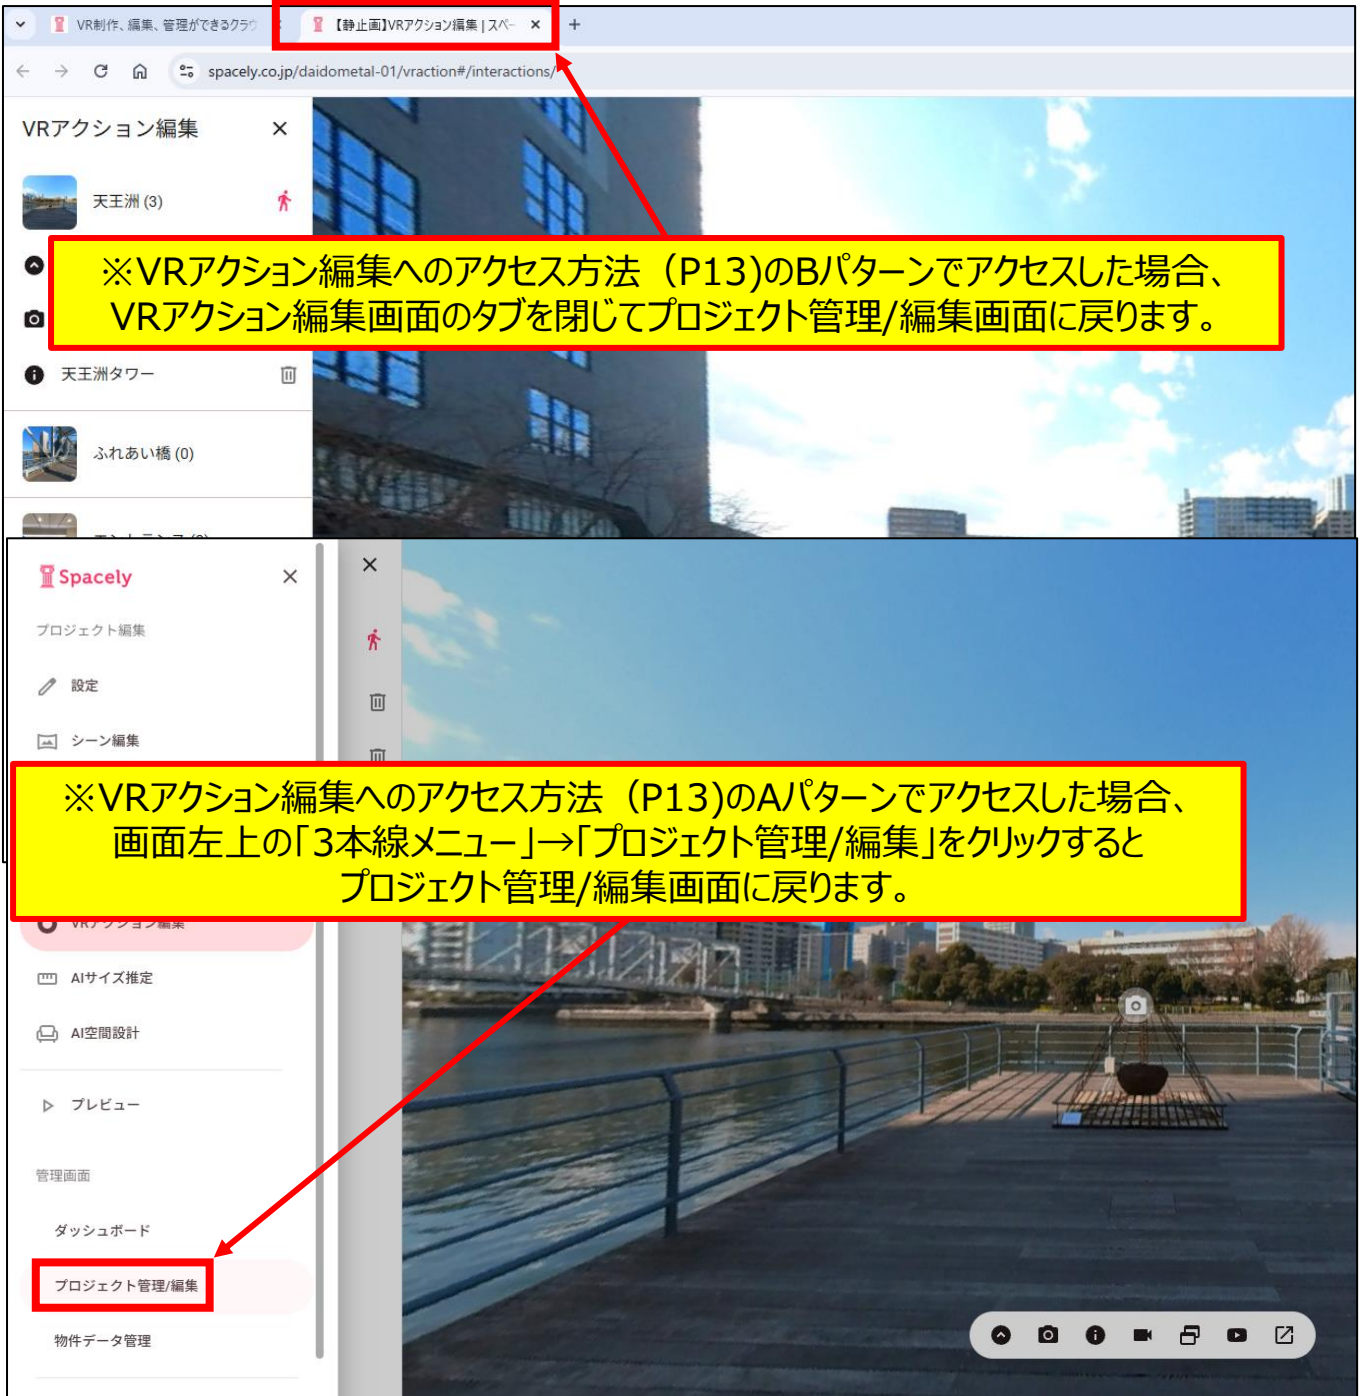 VR制作、編集、管理ができるクラウ
【静止画】VRアクション編集 | スペー
spacely.co.jp/daidometal-01/vraction#/interactions/
VRアクション編集
天王洲 (3)
※VRアクション編集へのアクセス方法（P13)のBパターンでアクセスした場合、
VRアクション編集画面のタブを閉じてプロジェクト管理/編集画面に戻ります。
天王洲タワー
ふれあい橋 (0)
Spacely
プロジェクト編集
設定
シーン編集
※VRアクション編集へのアクセス方法（P13)のAパターンでアクセスした場合、
画面左上の「3本線メニュー」→「プロジェクト管理/編集」をクリックすると
プロジェクト管理/編集画面に戻ります。
VRアクション編集
AIサイズ推定
AI空間設計
プレビュー
管理画面
ダッシュボード
プロジェクト管理/編集
物件データ管理